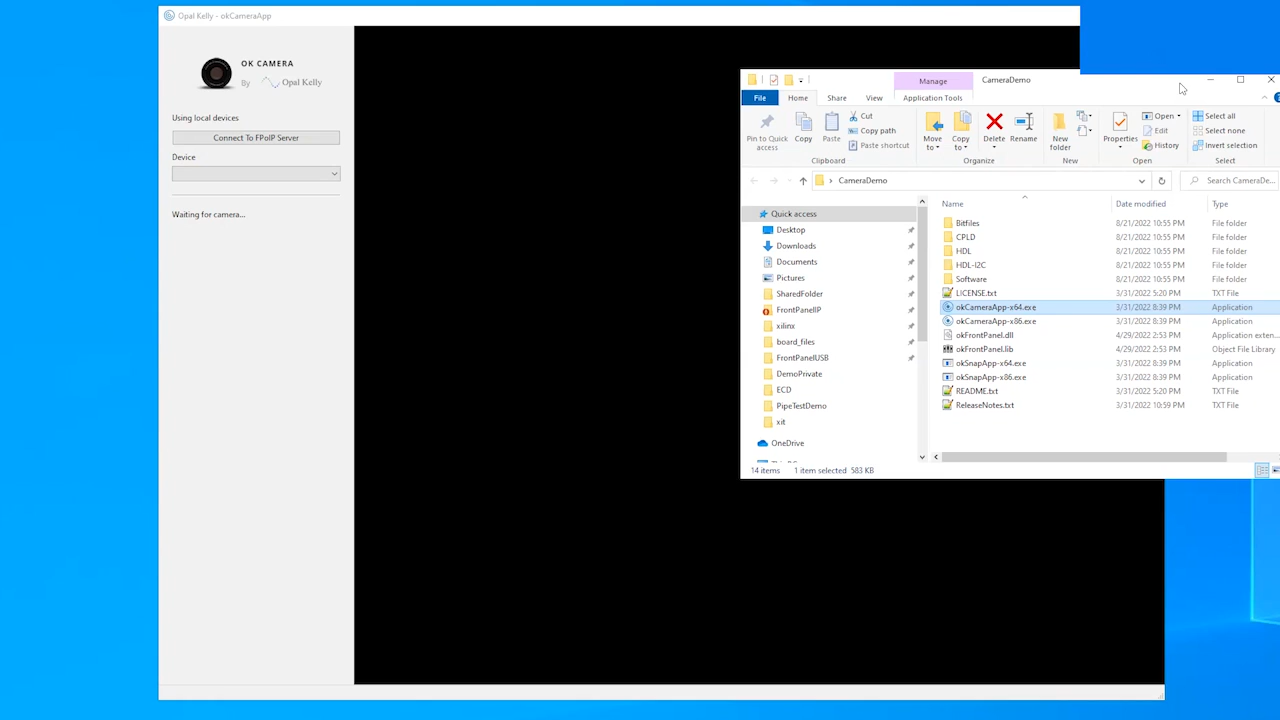 Opal Kelly - okCameraApp
OK CAMERA
By Opal Kelly
Using local devices
Connect To FPoIP Server
Device
Waiting for camera...
Manage
CameraDemo
File
Home
Share
View
Application Tools
Pin to Quick access
Copy
Paste
Cut
Copy path
Paste shortcut
Clipboard
Move to
Copy to
Delete
Rename
Organize
New folder
New
Properties
Open
Edit
History
Open
Select all
Select none
Invert selection
Select
CameraDemo
Search CameraDe...
Quick access
Desktop
Downloads
Documents
Pictures
SharedFolder
FrontPanelIP
xilinx
board_files
FrontPanelUSB
DemoPrivate
ECD
PipeTestDemo
xit
OneDrive
Name Date modified Type
Bitfiles 8/21/2022 10:55 PM File folder
CPLD 8/21/2022 10:55 PM File folder
HDL 8/21/2022 10:55 PM File folder
HDL-I2C 8/21/2022 10:55 PM File folder
Software 8/21/2022 10:55 PM File folder
LICENSE.txt 3/31/2022 5:20 PM TXT File
okCameraApp-x64.exe 3/31/2022 8:39 PM Application
okCameraApp-x86.exe 3/31/2022 8:39 PM Application
okFrontPanel.dll 4/29/2022 2:53 PM Application exten...
okFrontPanel.lib 4/29/2022 2:53 PM Object File Library
okSnapApp-x64.exe 3/31/2022 8:39 PM Application
okSnapApp-x86.exe 3/31/2022 8:39 PM Application
README.txt 3/31/2022 5:20 PM TXT File
ReleaseNotes.txt 3/31/2022 10:59 PM TXT File
14 items 1 item selected 583 KB